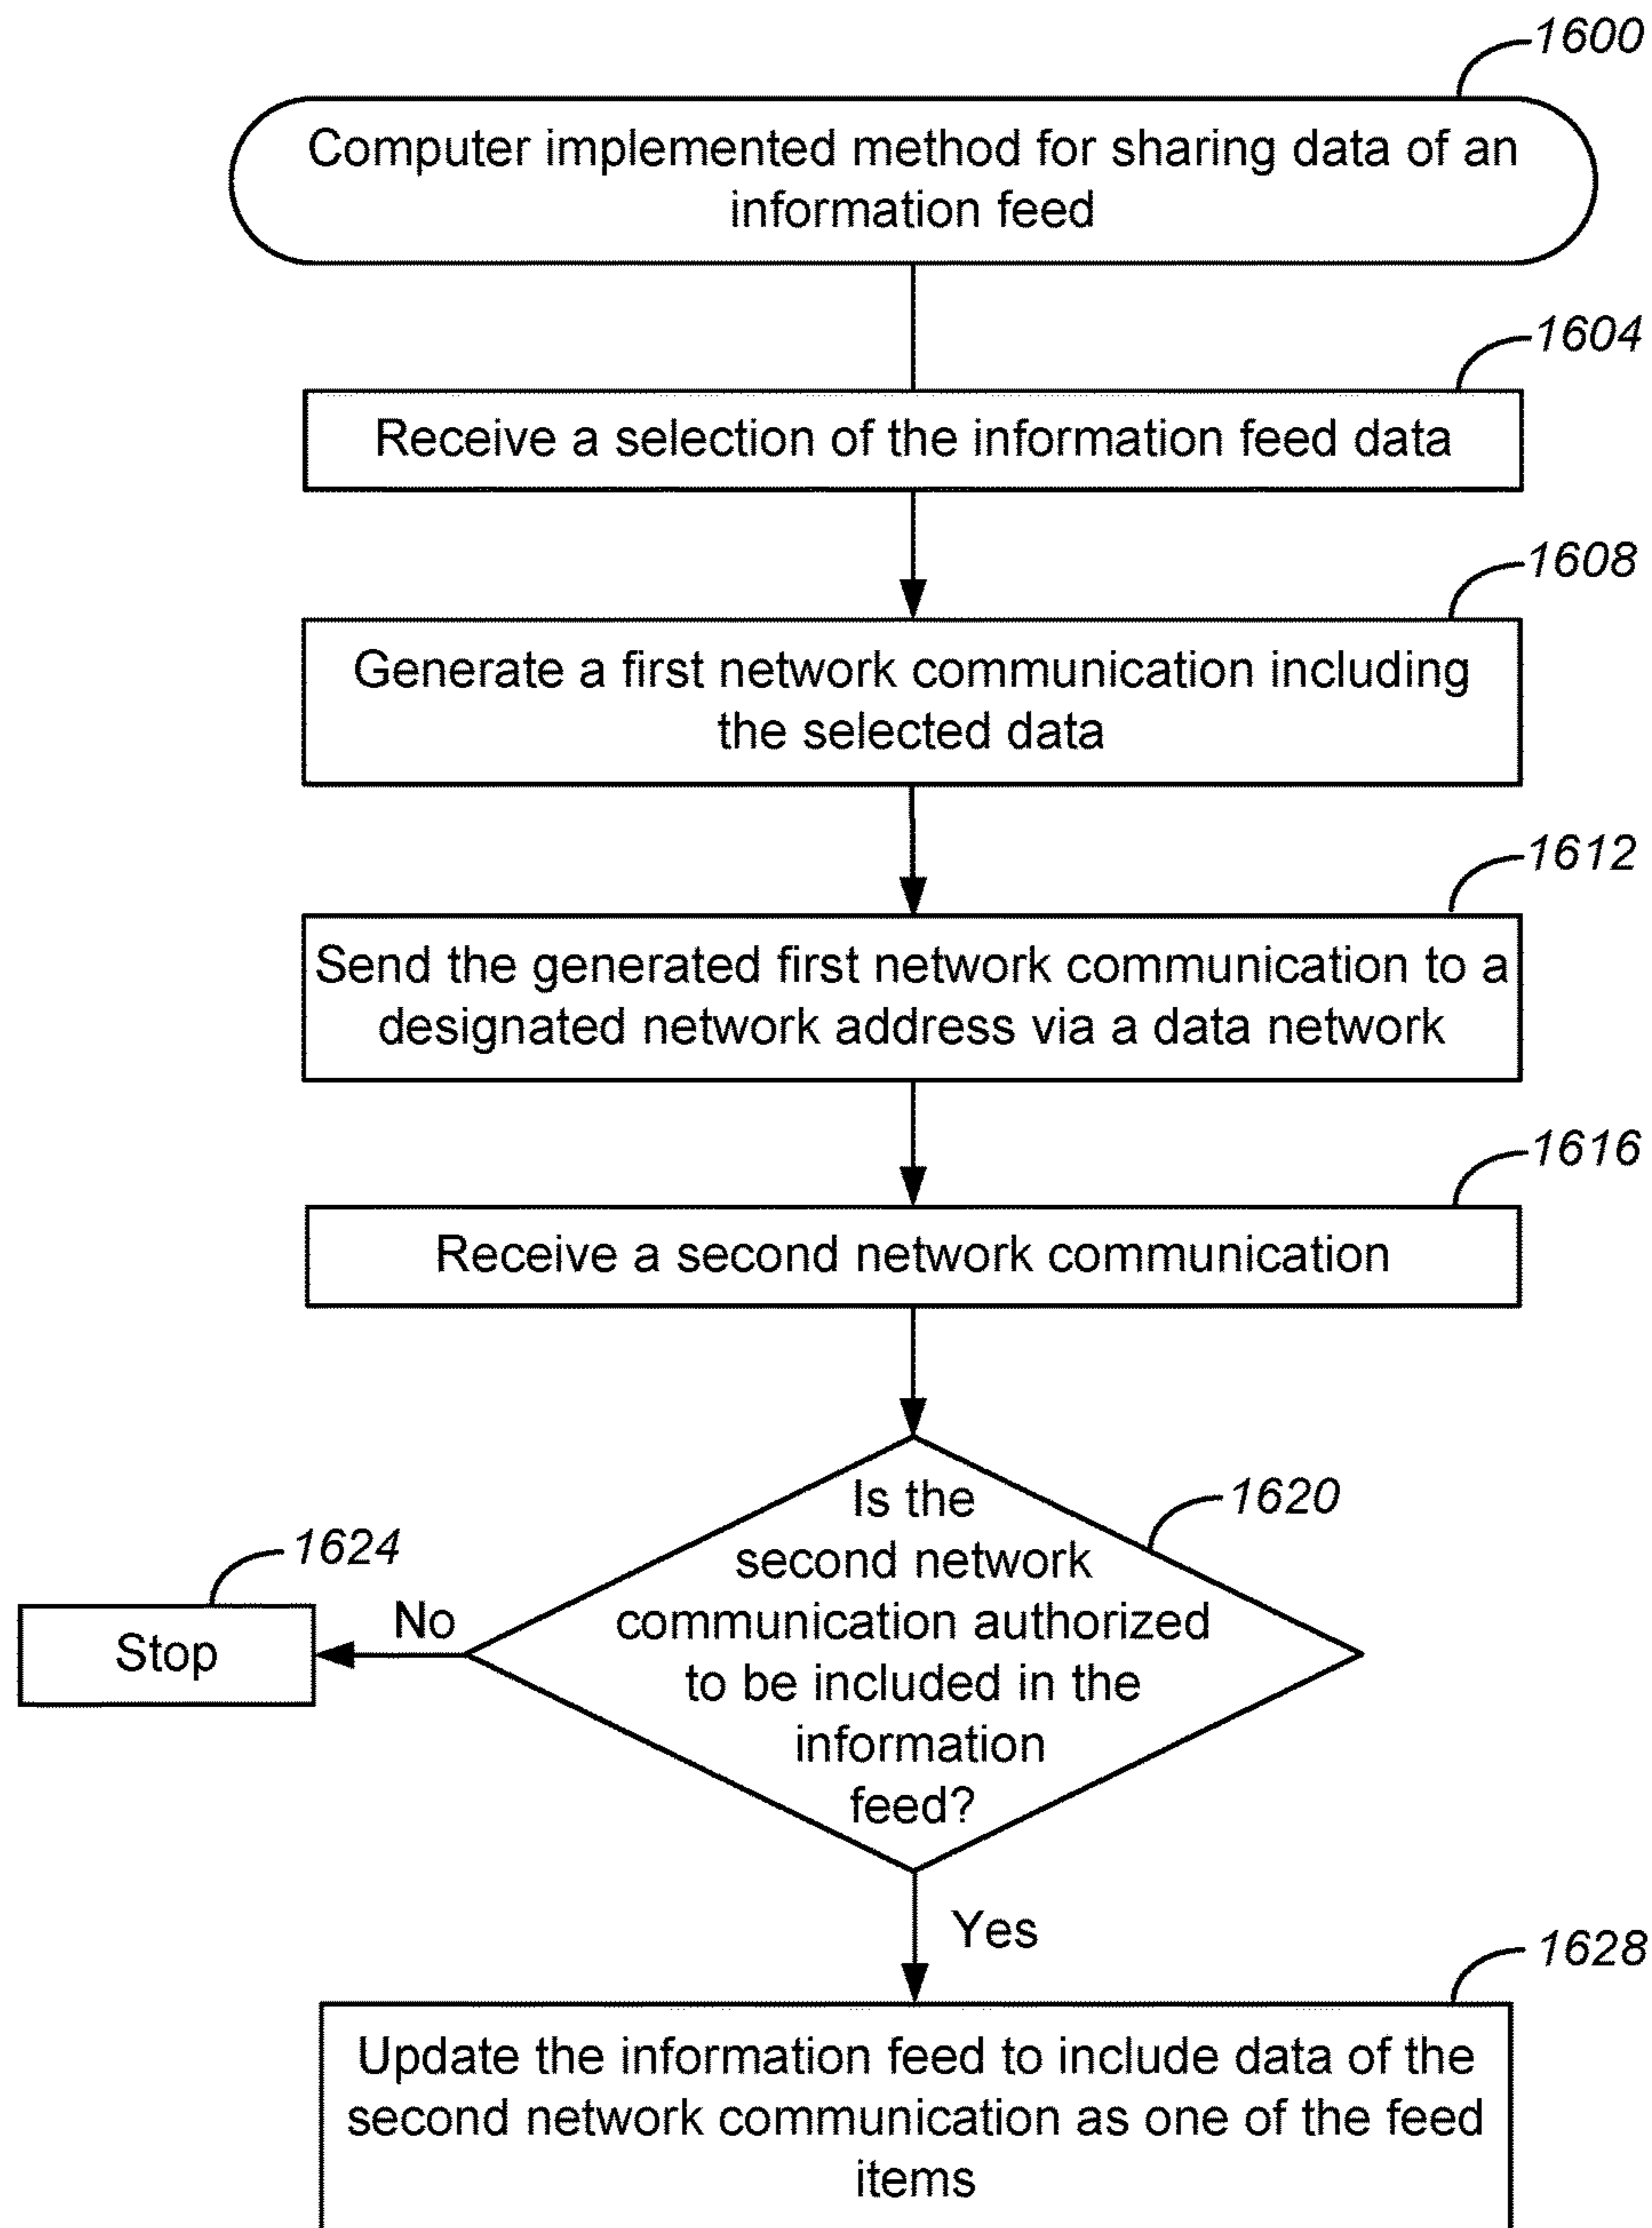 1600
Computer implemented method for sharing data of an
information feed
1604
Receive a selection of the information feed data
1608
Generate a first network communication including
the selected data
1612
Send the generated first network communication to a
designated network address via a data network
1616
Receive a second network communication
Is the
1620
second network
communication authorized
to be included in the
information
feed?
1624
No
Stop
Yes
1628
Update the information feed to include data of the
second network communication as one of the feed
items